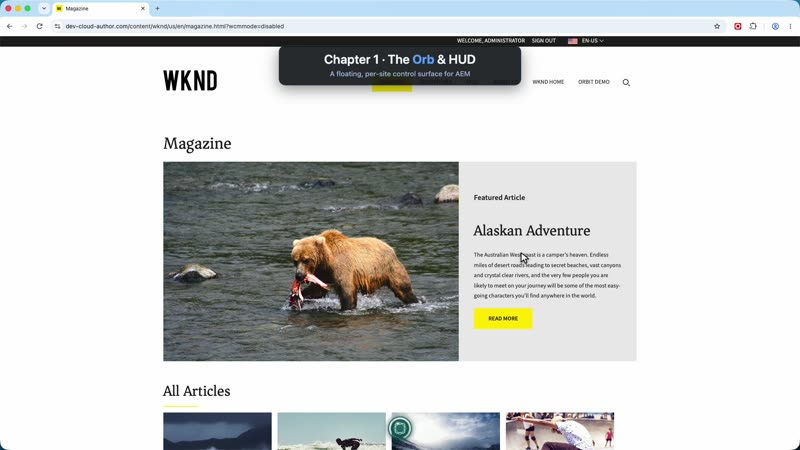 Magazine
dev-cloud-author.com/content/wknd/us/en/magazine.html?wcmmode=disabled
WELCOME, ADMINISTRATOR SIGN OUT EN-US
Chapter 1 · The Orb & HUD
A floating, per-site control surface for AEM
WKND
WKND HOME ORBIT DEMO
Magazine
Featured Article
Alaskan Adventure
The Australian West coast is a camper's heaven. Endless
miles of desert roads leading to secret beaches, vast canyons
and crystal clear rivers, and the very few people you are
likely to meet on your journey will be some of the most easy-
going characters you'll find anywhere in the world.
READ MORE
All Articles